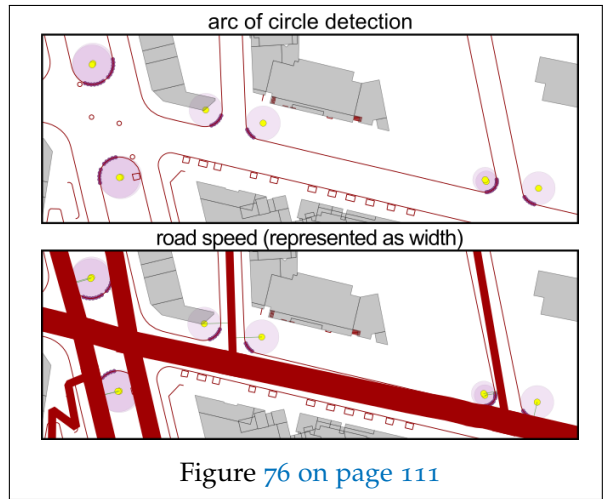 arc of circle detection
road speed (represented as width)
Figure 76 on page 111